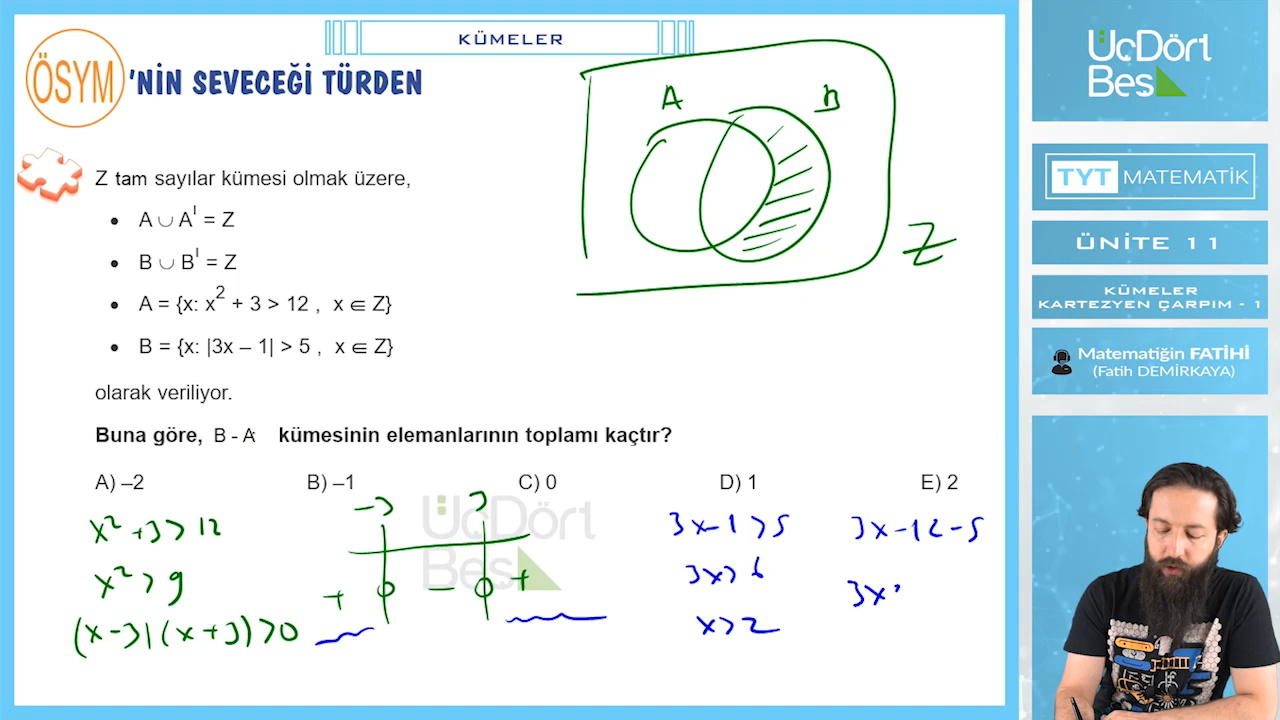 KÜMELER
ÖSYM'NİN SEVECEĞİ TÜRDEN
A
B
Z
Z tam sayılar kümesi olmak üzere,
• A ∪ A' = Z
• B ∪ B' = Z
• A = {x: x² + 3 > 12 , x ∈ Z}
• B = {x: |3x – 1| > 5 , x ∈ Z}
olarak veriliyor.
Buna göre, B - A kümesinin elemanlarının toplamı kaçtır?
A) –2 B) –1 C) 0 D) 1 E) 2
x² + 3 > 12
x² > 9
(x - 3)(x + 3) > 0
-3 3
+ - +
3x - 1 > 5
3x > 6
x > 2
3x - 1 < -5
3x
ÜçDört
Beş
ÜçDört
Beş
TYT MATEMATİK
ÜNİTE 11
KÜMELER
KARTEZYEN ÇARPIM - 1
Matematiğin FATİHİ
(Fatih DEMİRKAYA)